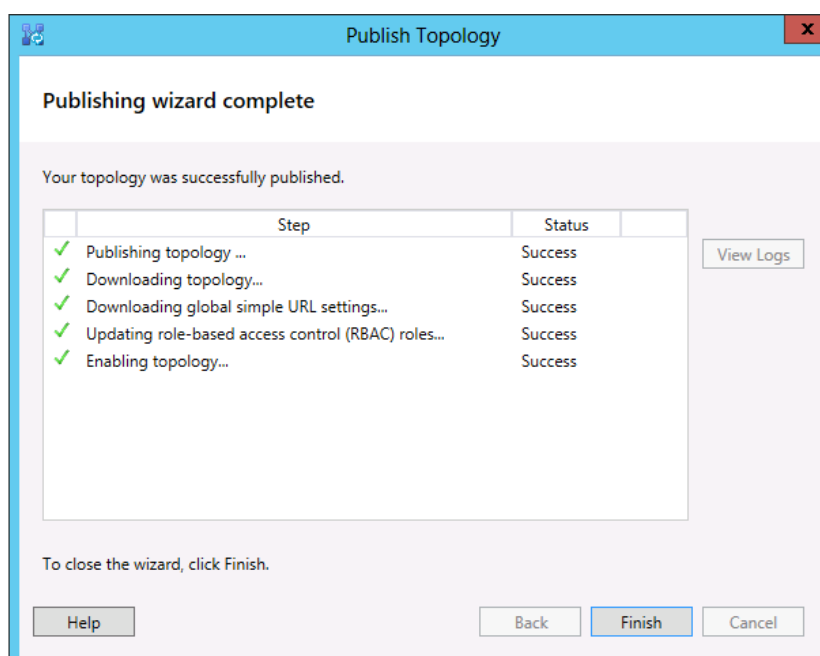 Publish Topology
x
Publishing wizard complete
Your topology was successfully published.
Step Status
Publishing topology ... Success
Downloading topology... Success
Downloading global simple URL settings... Success
Updating role-based access control (RBAC) roles... Success
Enabling topology... Success
View Logs
To close the wizard, click Finish.
Help Back Finish Cancel